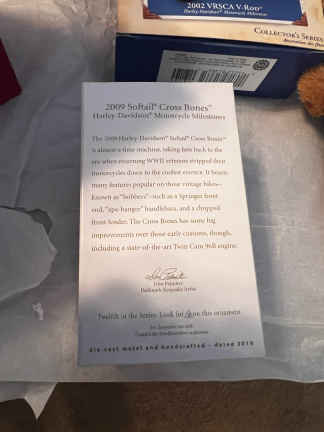 2002 VRSCA V-Rod®
Harley-Davidson® Motorcycle Milestones
COLLECTOR'S SERIES
2009 Softail® Cross Bones™
Harley-Davidson® Motorcycle Milestones
The 2009 Harley-Davidson® Softail® Cross Bones™
is almost a time machine, taking fans back to the
era when returning WWII veterans stripped their
motorcycles down to the coolest essence. It bears
many features popular on those vintage bikes—
Known as "bobbers"—such as a Springer front
end, "ape hanger" handlebars, and a chopped
front fender. The Cross Bones has some big
improvements over those early customs, though,
including a state-of-the-art Twin Cam 96B engine.
Hallmark Keepsake Artist
Twelfth in the Series. Look for on this ornament.
die-cast metal and handcrafted – dated 2010